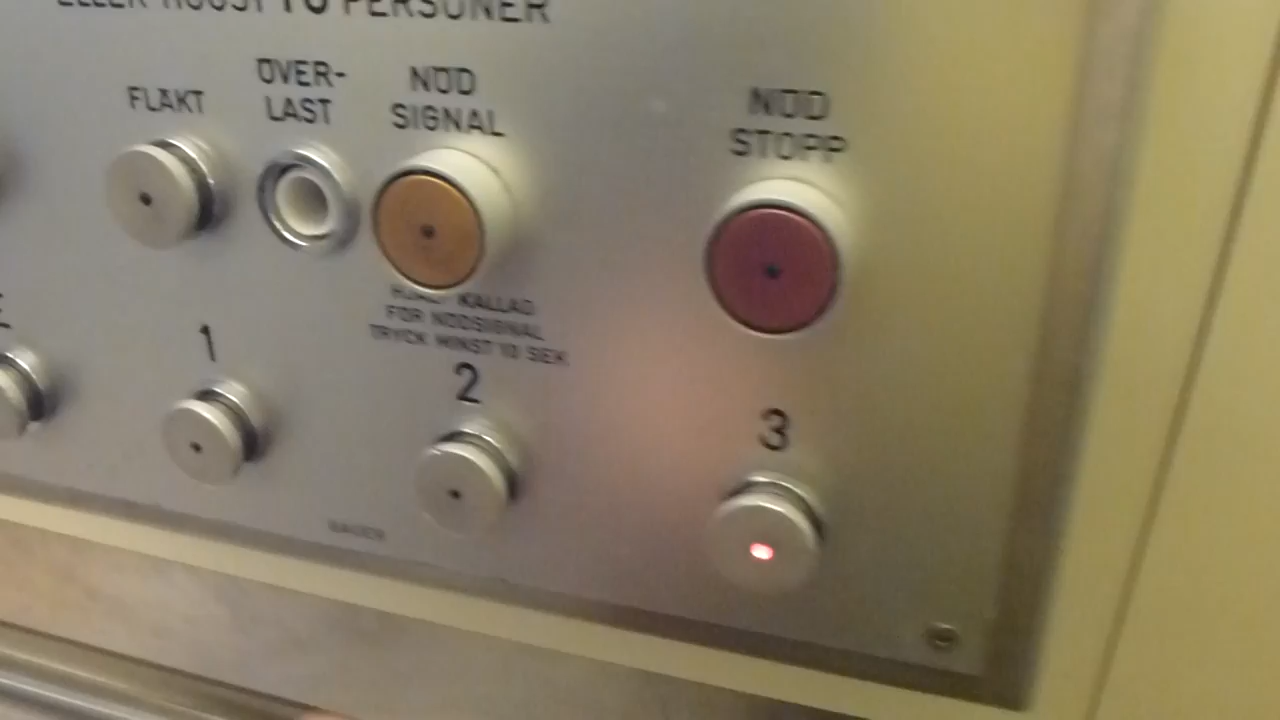 ELLER HÖGST 10 PERSONER
FLÄKT
ÖVER-
LAST
NÖD
SIGNAL
NÖD
STOPP
KALLAD
FÖR NÖDSIGNAL
TRYCK MINST 10 SEK
1
2
3